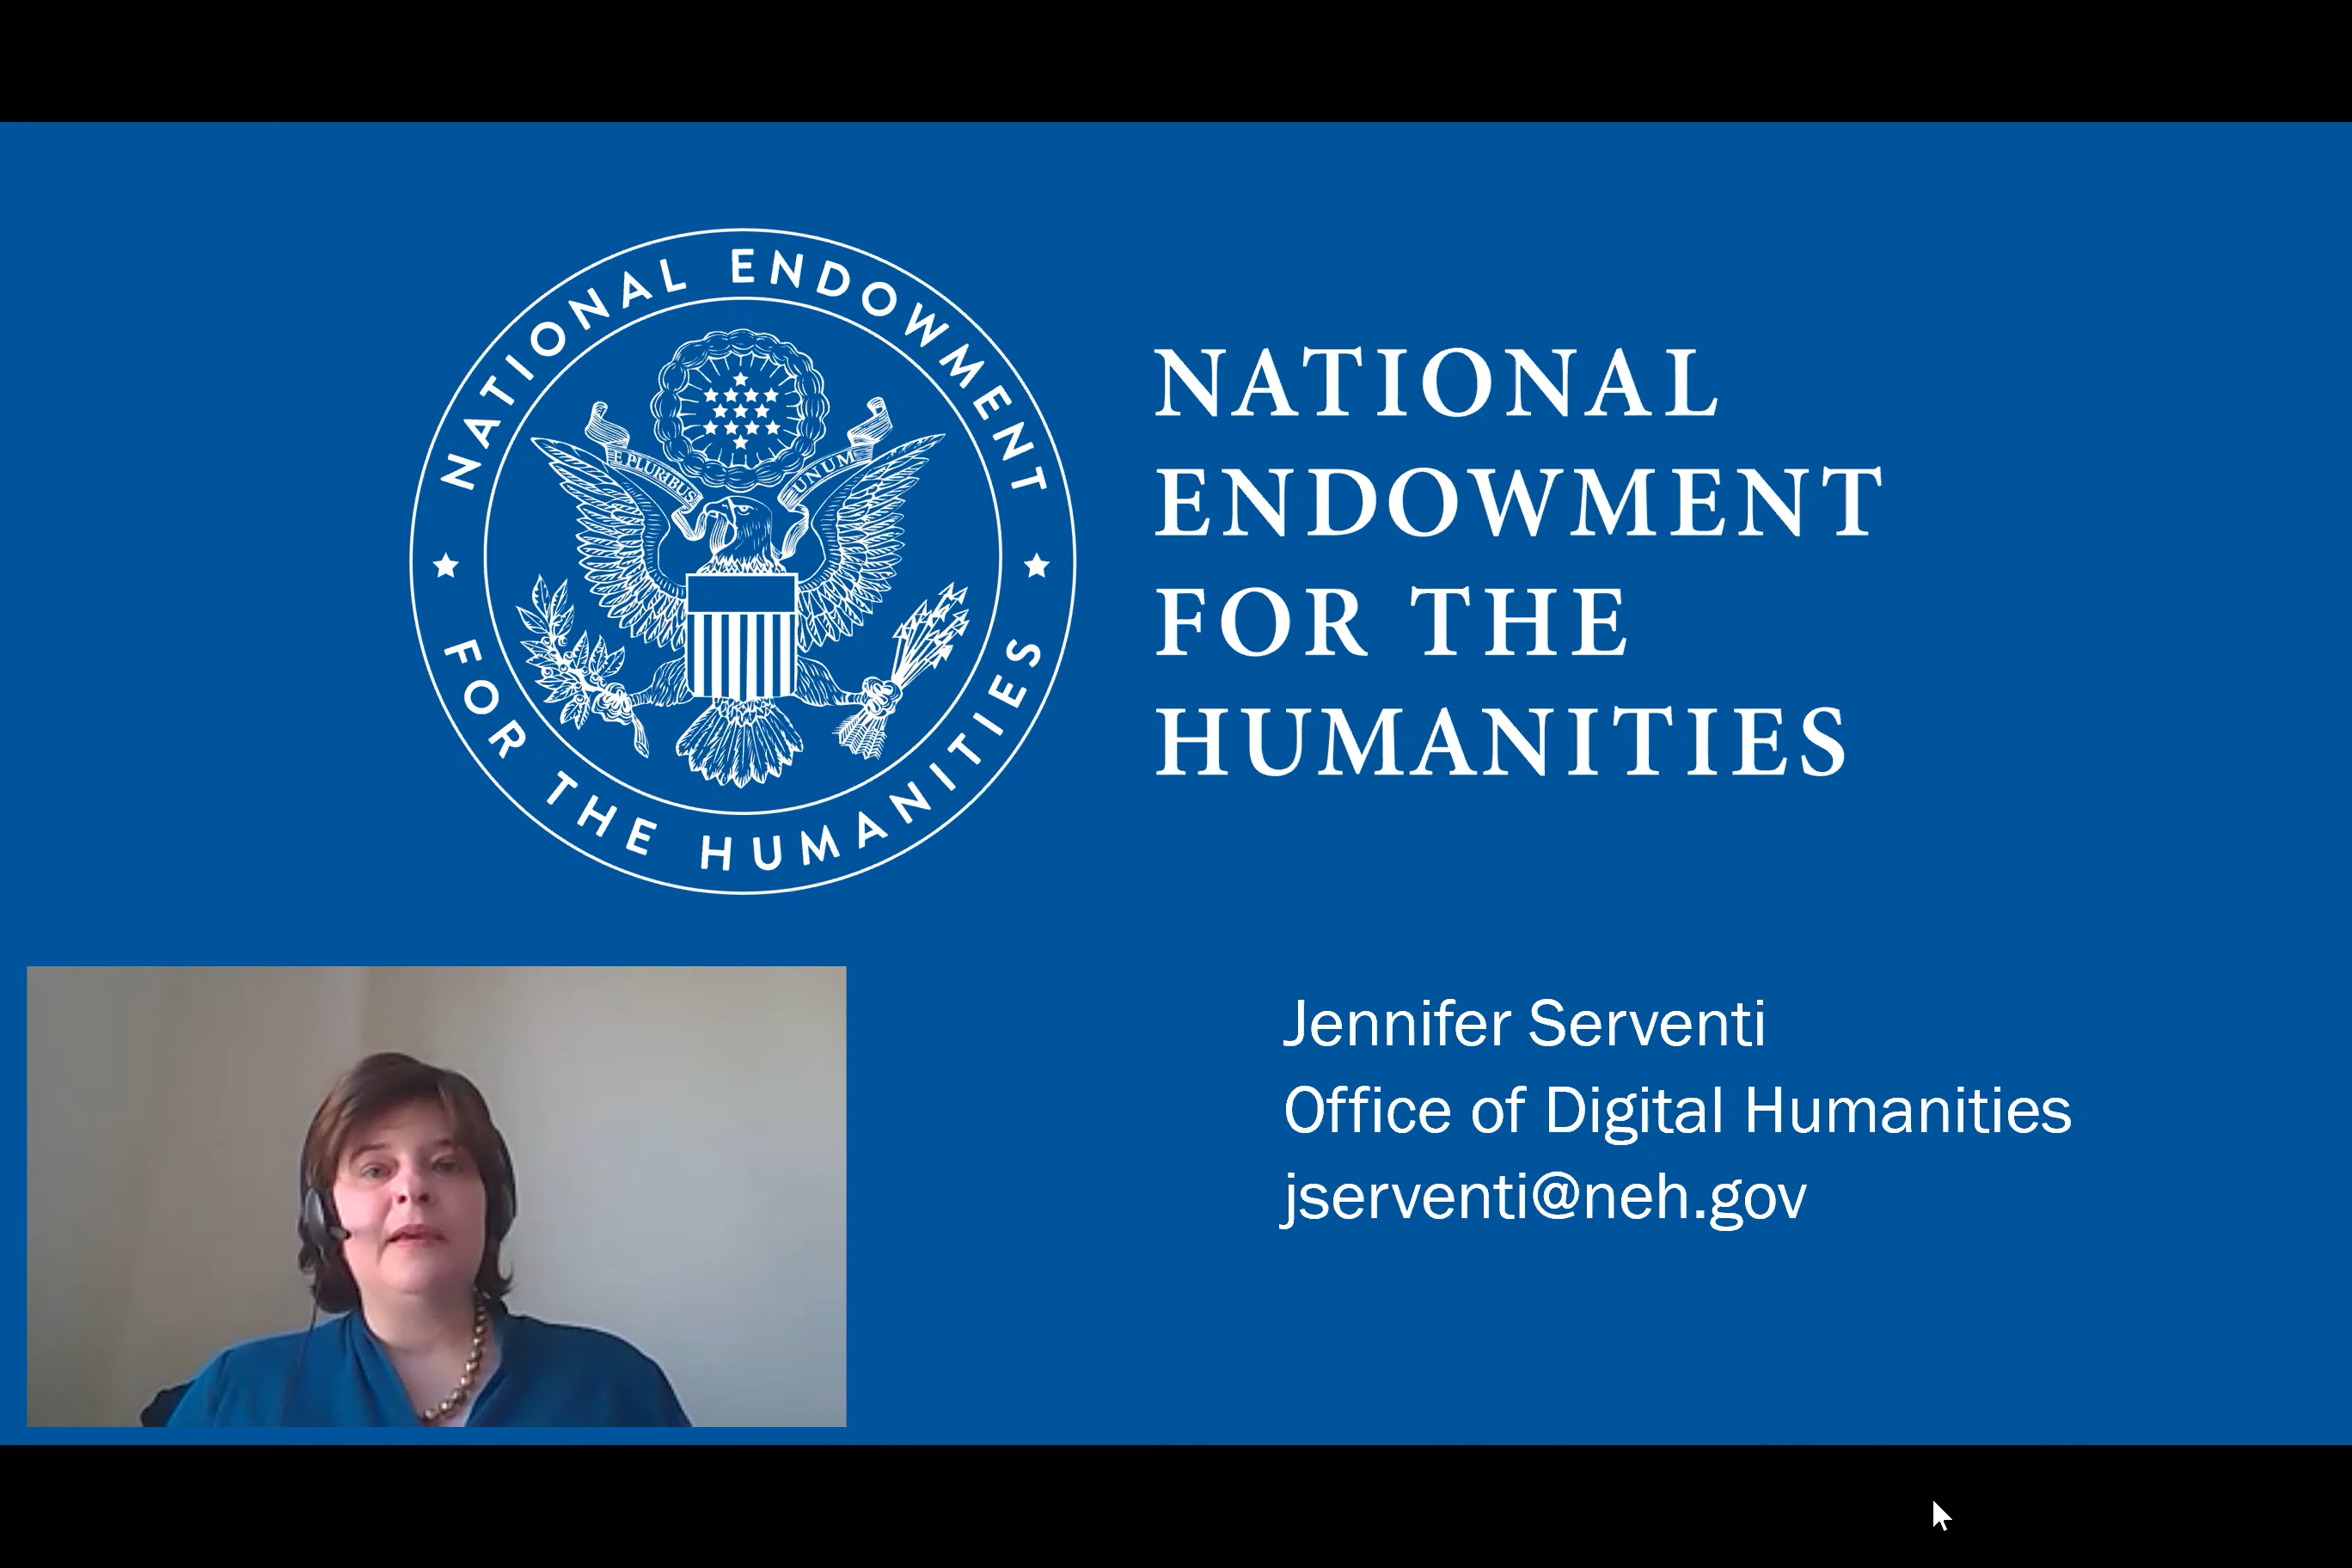 NATIONAL ENDOWMENT
FOR THE HUMANITIES
E PLURIBUS UNUM
NATIONAL
ENDOWMENT
FOR THE
HUMANITIES
Jennifer Serventi
Office of Digital Humanities
jserventi@neh.gov